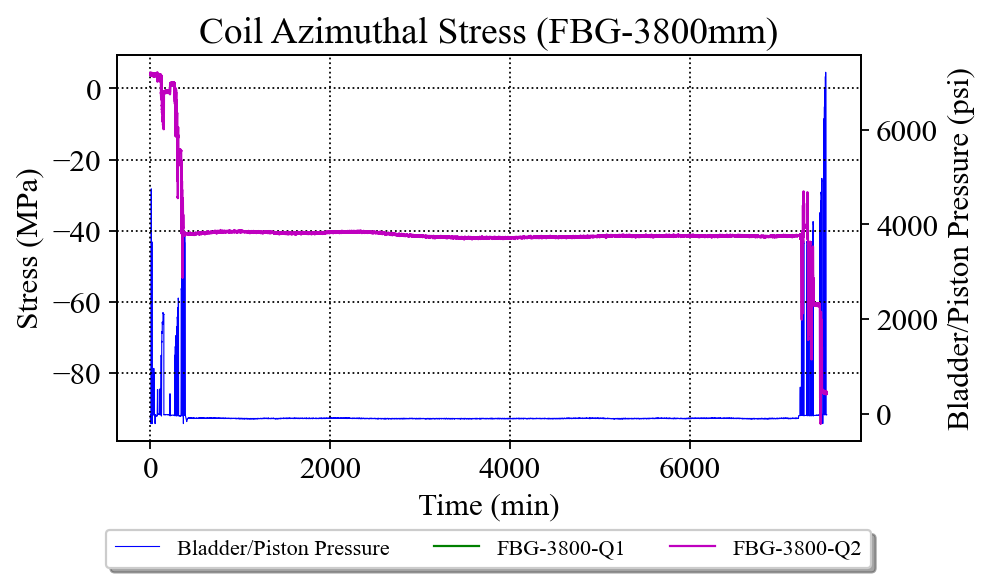 Coil Azimuthal Stress (FBG-3800mm)
Stress (MPa)
0
−20
−40
−60
−80
6000
4000
2000
0
Bladder/Piston Pressure (psi)
0 2000 4000 6000
Time (min)
Bladder/Piston Pressure FBG-3800-Q1 FBG-3800-Q2